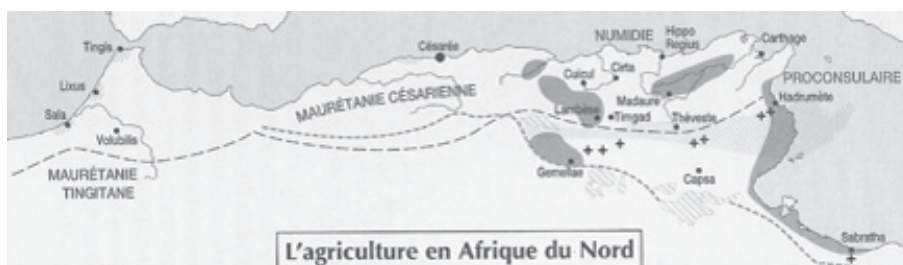 Tingis
Lixus
Sala
Volubilis
MAURÉTANIE
TINGITANE
Césarée
MAURÉTANIE CÉSARIENNE
NUMIDIE
Hippo
Regius
Carthage
Cuicul
Cirta
PROCONSULAIRE
Madaure
Hadrumète
Lambèse
Timgad
Théveste
Gemellae
Capsa
Sabratha
L'agriculture en Afrique du Nord